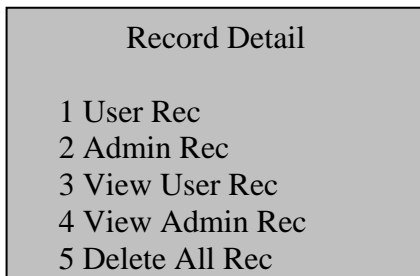 Record Detail
1 User Rec
2 Admin Rec
3 View User Rec
4 View Admin Rec
5 Delete All Rec